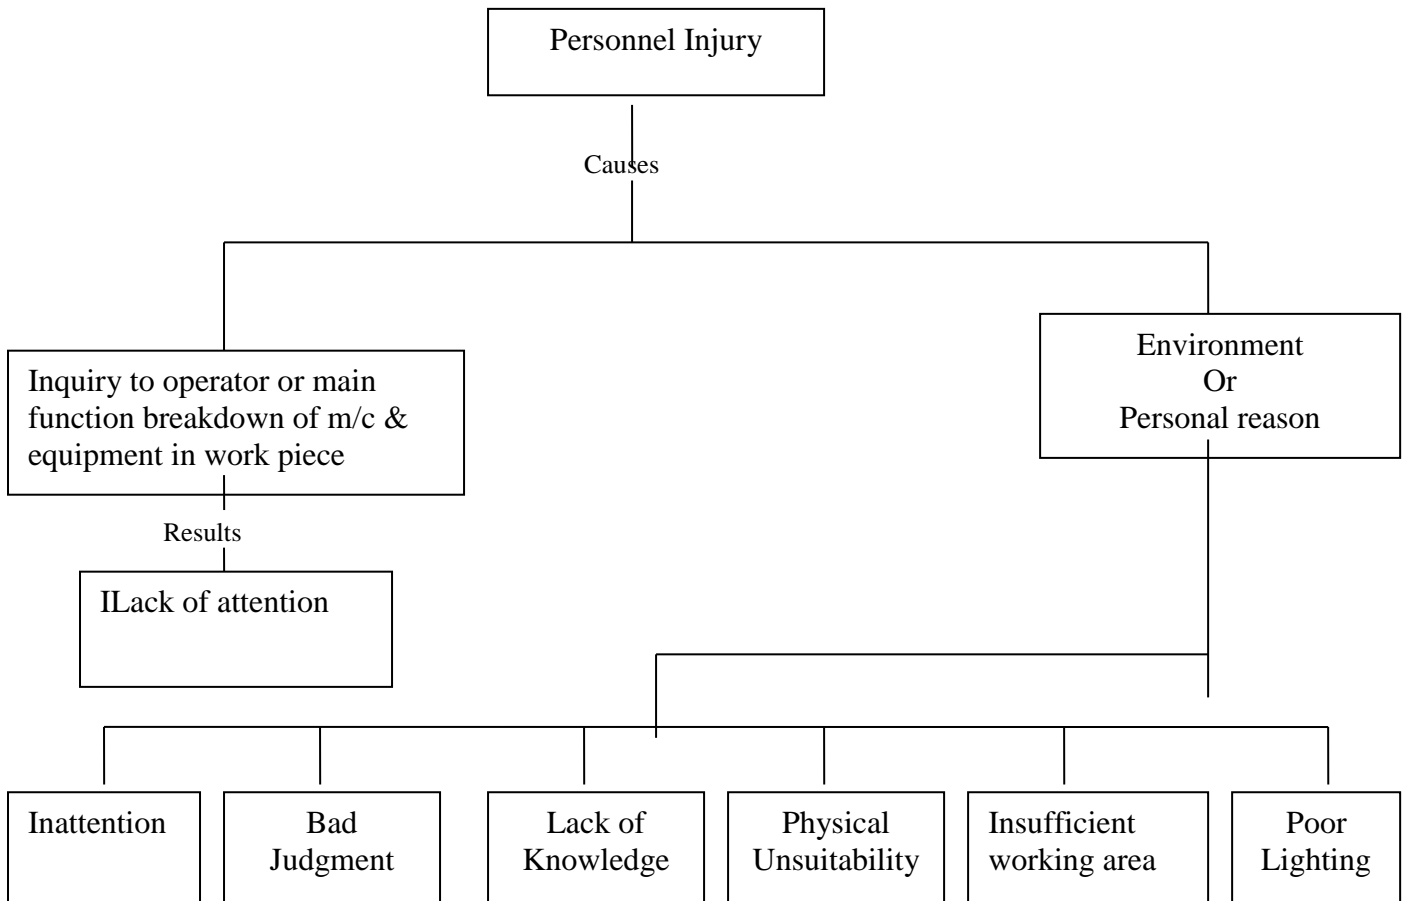 Personnel Injury
Causes
Environment
Or
Personal reason
Inquiry to operator or main
function breakdown of m/c &
equipment in work piece
Results
ILack of attention
Inattention
Bad
Judgment
Lack of
Knowledge
Physical
Unsuitability
Insufficient
working area
Poor
Lighting